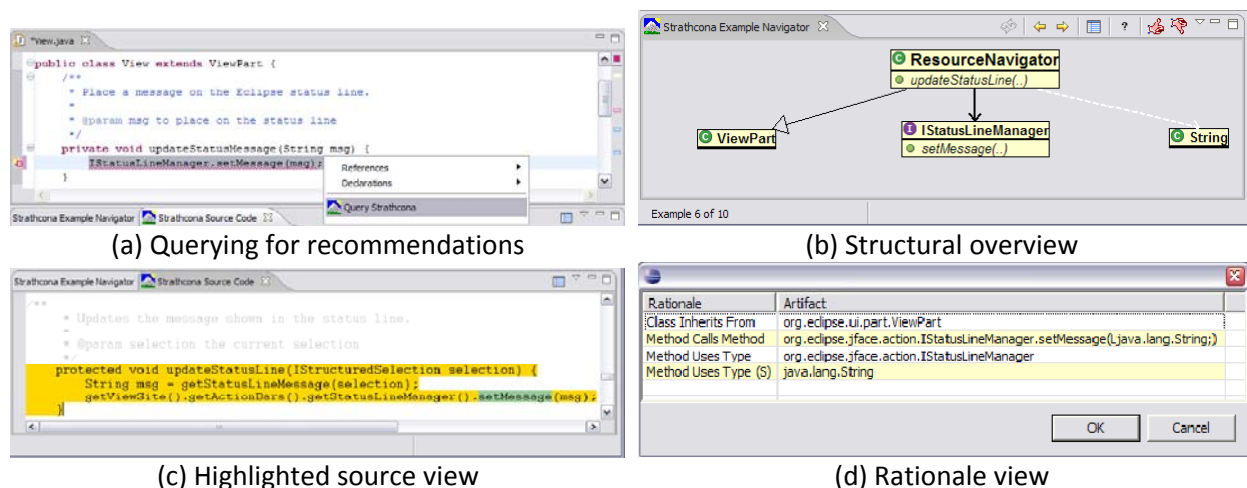 *View.java
public class View extends ViewPart {
/**
* Place a message on the Eclipse status line.
*
* @param msg to place on the status line
*/
private void updateStatusMessage(String msg) {
IStatusLineManager.setMessage(msg);
}
References
Declarations
Query Strathcona
Strathcona Example Navigator Strathcona Source Code
(a) Querying for recommendations
Strathcona Example Navigator
?
C ResourceNavigator
updateStatusLine(..)
C ViewPart
I IStatusLineManager
setMessage(..)
C String
Example 6 of 10
(b) Structural overview
Strathcona Example Navigator Strathcona Source Code
/**
* Updates the message shown in the status line.
*
* @param selection the current selection
*/
protected void updateStatusLine(IStructuredSelection selection) {
String msg = getStatusLineMessage(selection);
getViewSite().getActionBars().getStatusLineManager().setMessage(msg);
}
(c) Highlighted source view
Rationale Artifact
Class Inherits From org.eclipse.ui.part.ViewPart
Method Calls Method org.eclipse.jface.action.IStatusLineManager.setMessage(Ljava.lang.String;)
Method Uses Type org.eclipse.jface.action.IStatusLineManager
Method Uses Type (S) java.lang.String
OK Cancel
(d) Rationale view